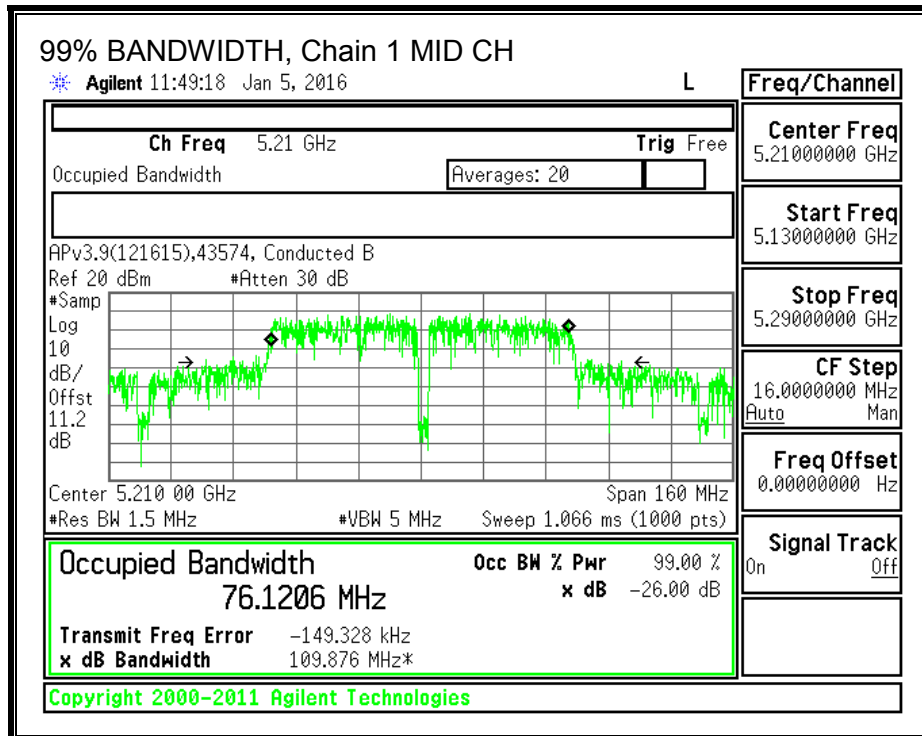 99% BANDWIDTH, Chain 1 MID CH
Agilent 11:49:18 Jan 5, 2016 L
Ch Freq 5.21 GHz Trig Free
Occupied Bandwidth Averages: 20
APv3.9(121615),43574, Conducted B
Ref 20 dBm #Atten 30 dB
#Samp
Log
10
dB/
Offst
11.2
dB
Center 5.210 00 GHz Span 160 MHz
#Res BW 1.5 MHz #VBW 5 MHz Sweep 1.066 ms (1000 pts)
Occupied Bandwidth Occ BW % Pwr 99.00 %
76.1206 MHz x dB -26.00 dB
Transmit Freq Error -149.328 kHz
x dB Bandwidth 109.876 MHz*
Copyright 2000-2011 Agilent Technologies
Freq/Channel
Center Freq
5.21000000 GHz
Start Freq
5.13000000 GHz
Stop Freq
5.29000000 GHz
CF Step
16.0000000 MHz
Auto Man
Freq Offset
0.00000000 Hz
Signal Track
On Off